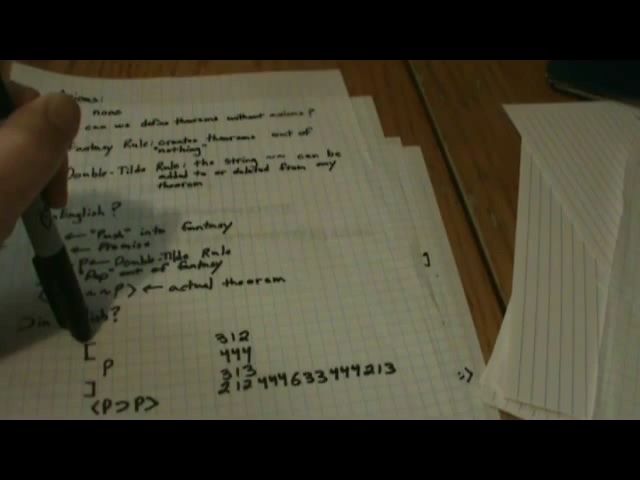 Axioms:
none
can we define theorems without axioms?
Fantasy Rule: creates theorems out of
"nothing"
Double-Tilde Rule: the string ~~ can be
added to or deleted from any
theorem
English?
← "Push" into fantasy
← Premise
P ← Double-Tilde Rule
"Pop" out of fantasy
~~P> ← actual theorem
⊃ in English?
]
[ 312
P 444
313
] 212444633444213
<P⊃P>
:)